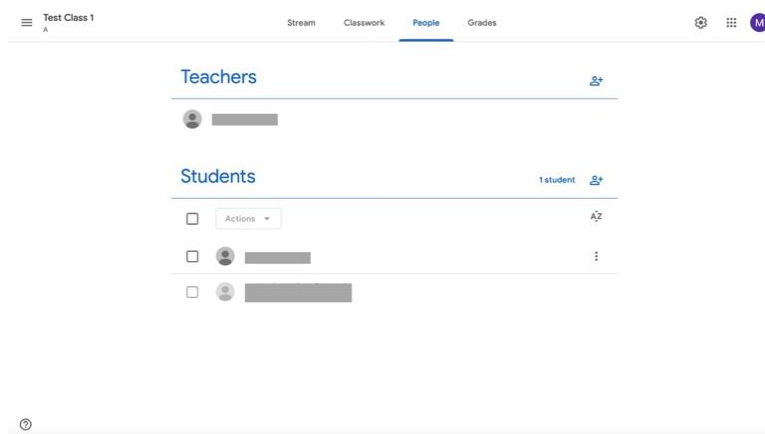 Test Class 1
A
Stream Classwork People Grades
M
Teachers
Students
1 student
Actions
AZ